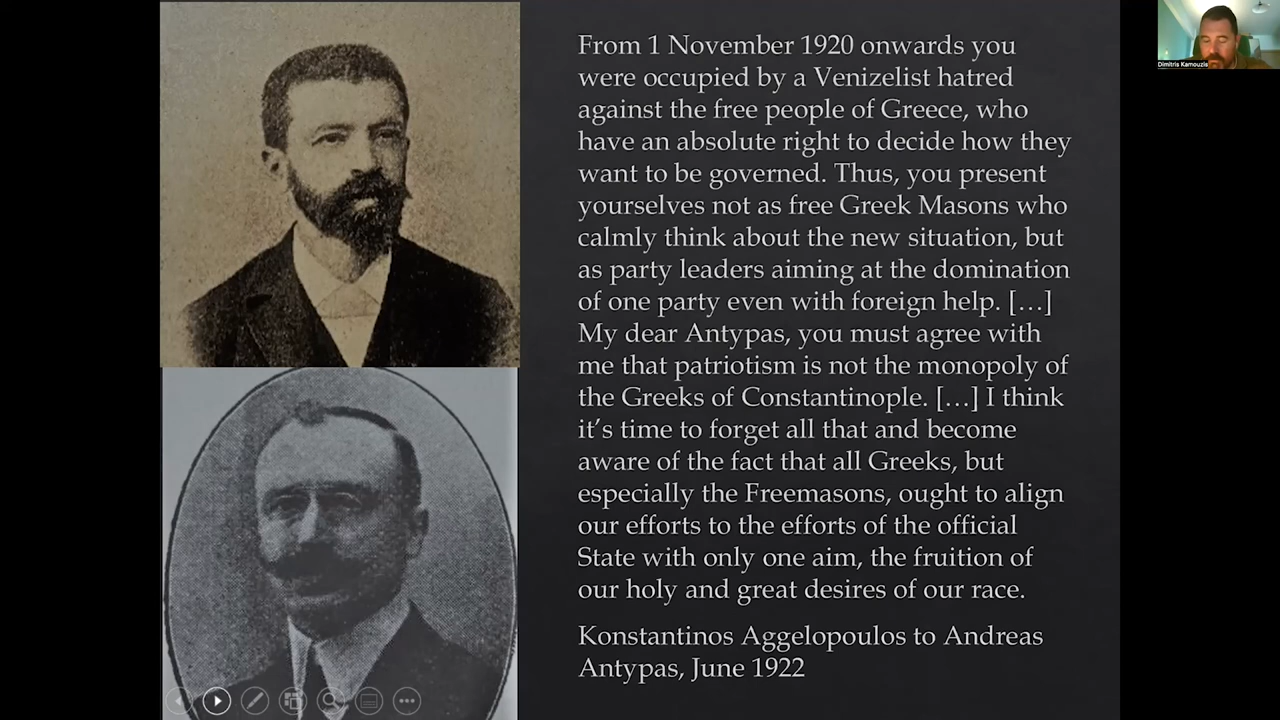 From 1 November 1920 onwards you
were occupied by a Venizelist hatred
against the free people of Greece, who
have an absolute right to decide how they
want to be governed. Thus, you present
yourselves not as free Greek Masons who
calmly think about the new situation, but
as party leaders aiming at the domination
of one party even with foreign help. […]
My dear Antypas, you must agree with
me that patriotism is not the monopoly of
the Greeks of Constantinople. […] I think
it’s time to forget all that and become
aware of the fact that all Greeks, but
especially the Freemasons, ought to align
our efforts to the efforts of the official
State with only one aim, the fruition of
our holy and great desires of our race.
Konstantinos Aggelopoulos to Andreas
Antypas, June 1922
Dimitris Kamouzis